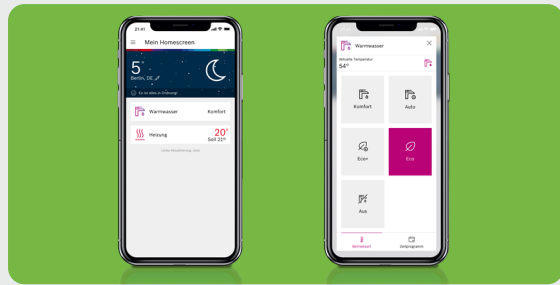 21:41
Mein Homescreen
5°
Berlin, DE
Es ist alles in Ordnung!
Warmwasser
Komfort
Heizung
20°
Soll 21°
Warmwasser
Aktuelle Temperatur
54°
Komfort
Auto
Eco+
Eco
Aus
Betriebsart
Zeitprogramm